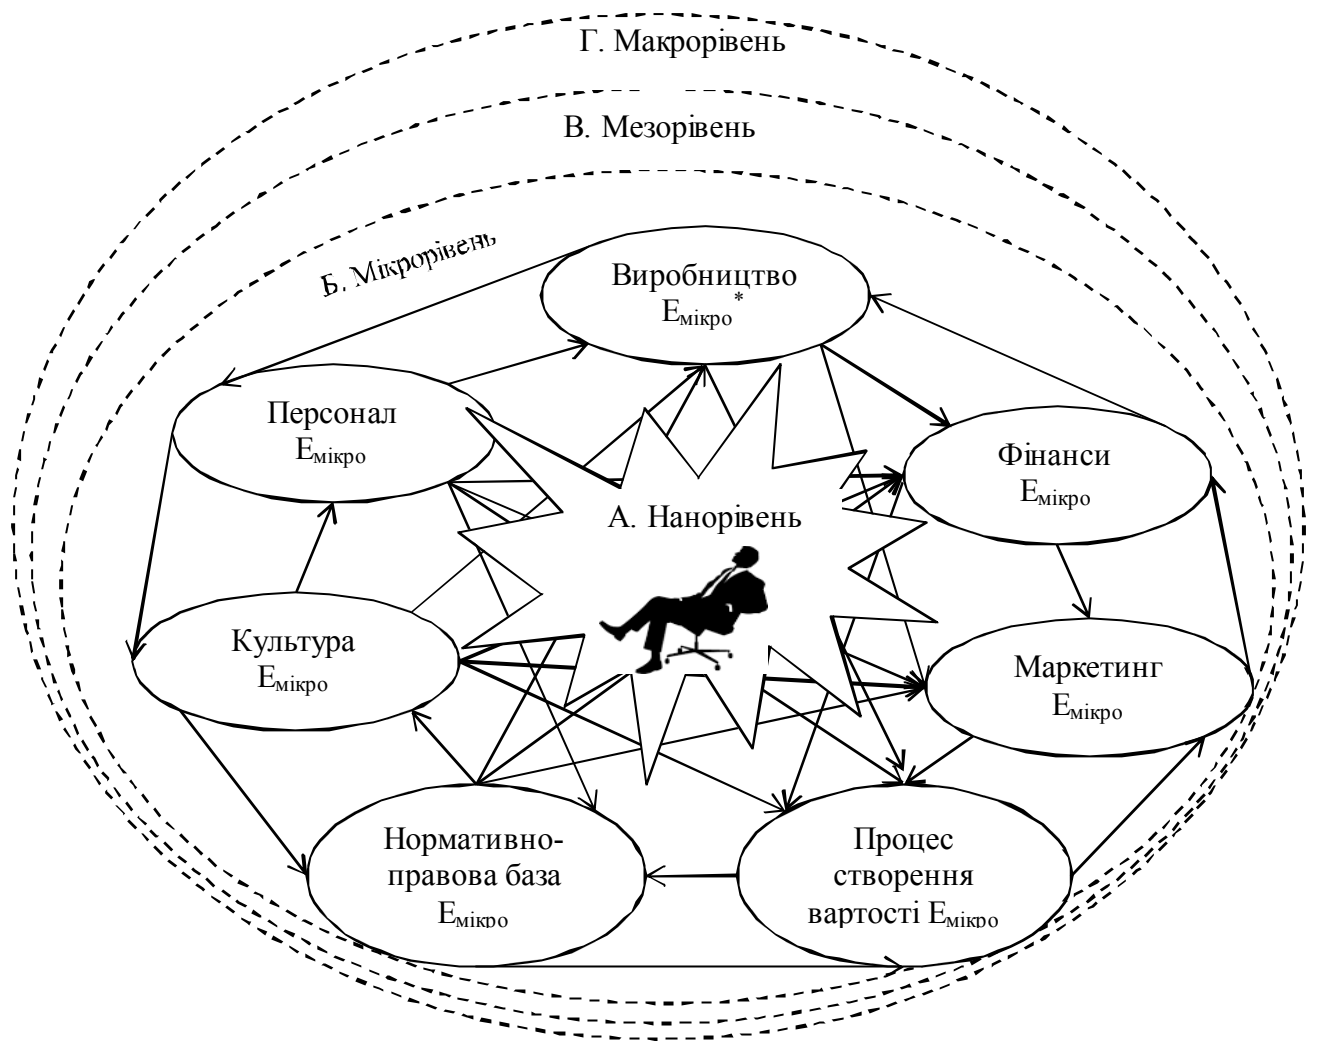 Г. Макрорівень
В. Мезорівень
Б. Мікрорівень
Виробництво
Емікро*
Персонал
Емікро
Фінанси
Емікро
А. Нанорівень
Культура
Емікро
Маркетинг
Емікро
Нормативно-
правова база
Емікро
Процес
створення
вартості Емікро